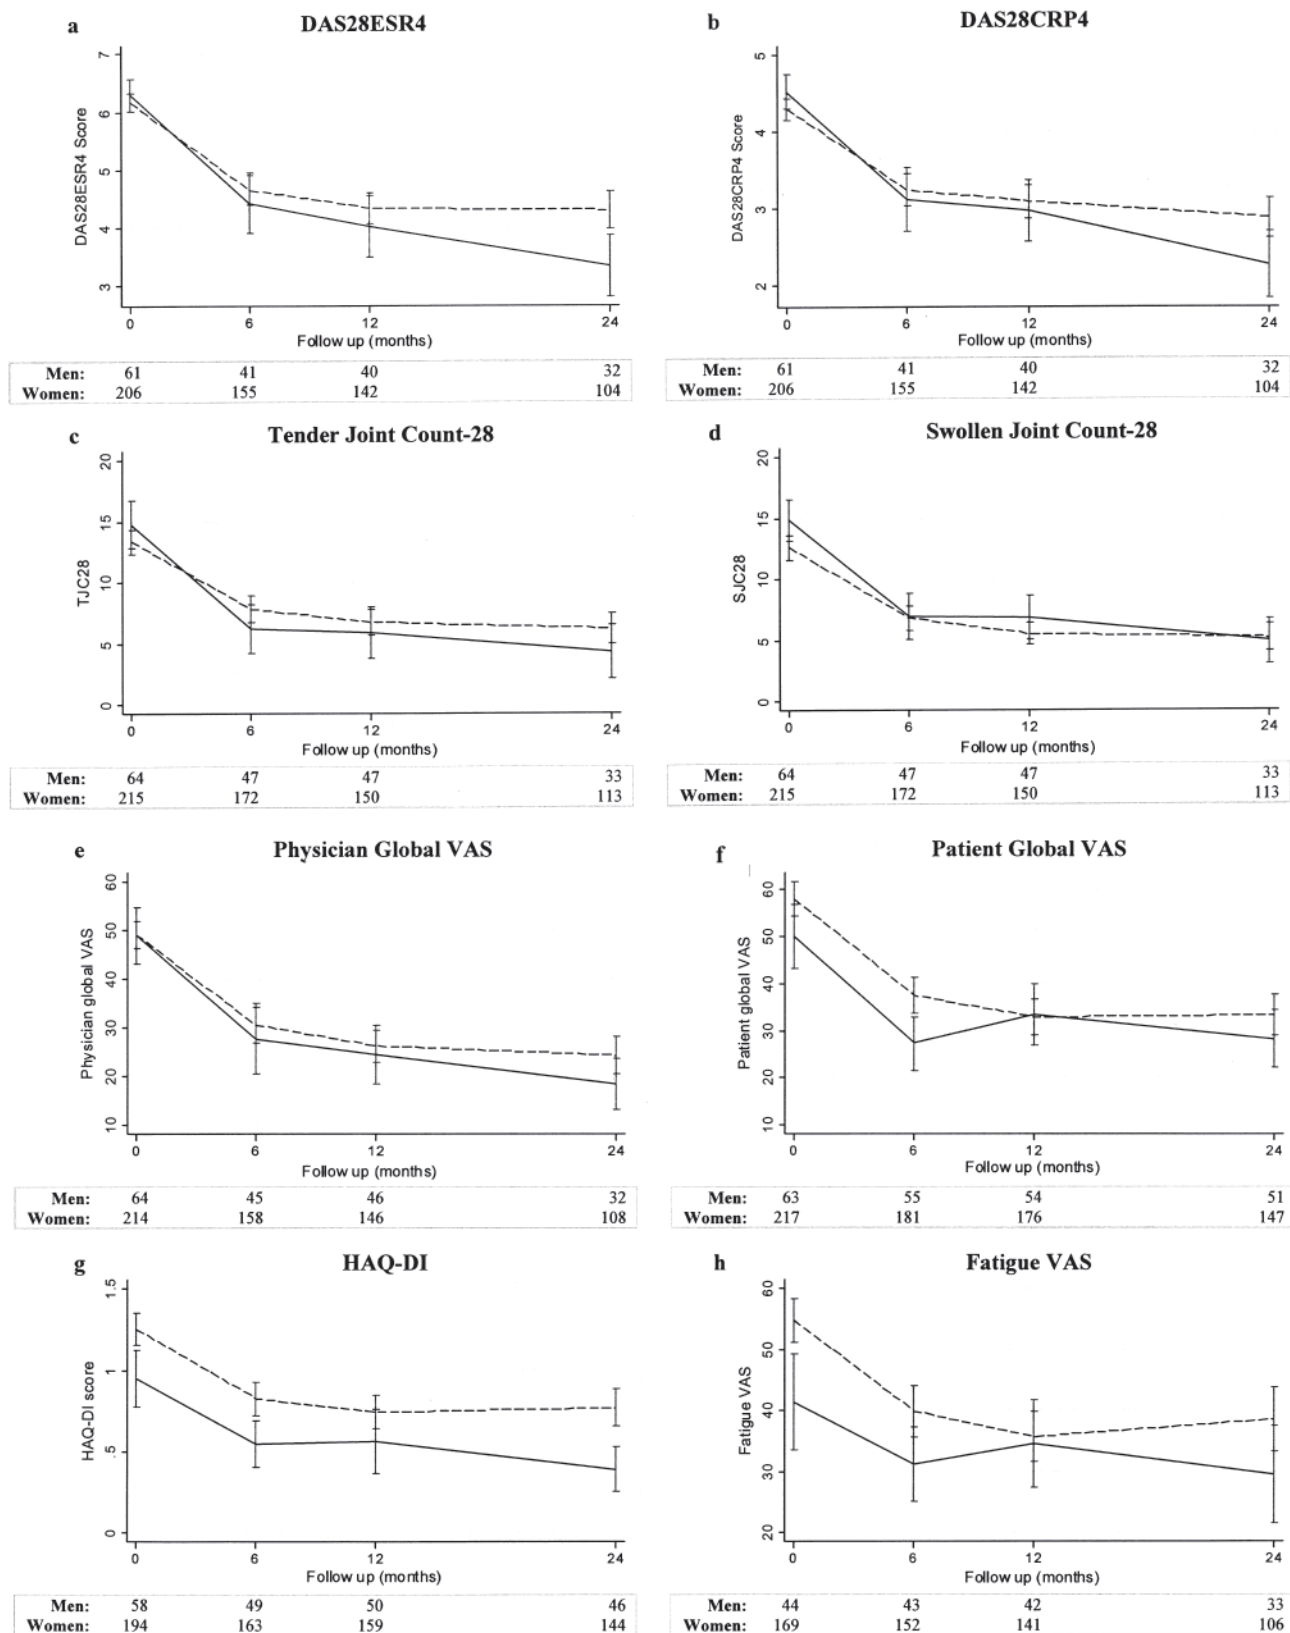 a DAS28ESR4
7
6
5
4
3
DAS28ESR4 Score
0 6 12 24
Follow up (months)
Men: 61 41 40 32
Women: 206 155 142 104
b DAS28CRP4
5
4
3
2
DAS28CRP4 Score
0 6 12 24
Follow up (months)
Men: 61 41 40 32
Women: 206 155 142 104
c Tender Joint Count-28
20
15
10
5
0
TJC28
0 6 12 24
Follow up (months)
Men: 64 47 47 33
Women: 215 172 150 113
d Swollen Joint Count-28
20
15
10
5
0
SJC28
0 6 12 24
Follow up (months)
Men: 64 47 47 33
Women: 215 172 150 113
e Physician Global VAS
60
50
40
30
20
10
Physician global VAS
0 6 12 24
Follow up (months)
Men: 64 45 46 32
Women: 214 158 146 108
f Patient Global VAS
60
50
40
30
20
10
Patient global VAS
0 6 12 24
Follow up (months)
Men: 63 55 54 51
Women: 217 181 176 147
g HAQ-DI
1.5
1
.5
0
HAQ-DI score
0 6 12 24
Follow up (months)
Men: 58 49 50 46
Women: 194 163 159 144
h Fatigue VAS
60
50
40
30
20
Fatigue VAS
0 6 12 24
Follow up (months)
Men: 44 43 42 33
Women: 169 152 141 106